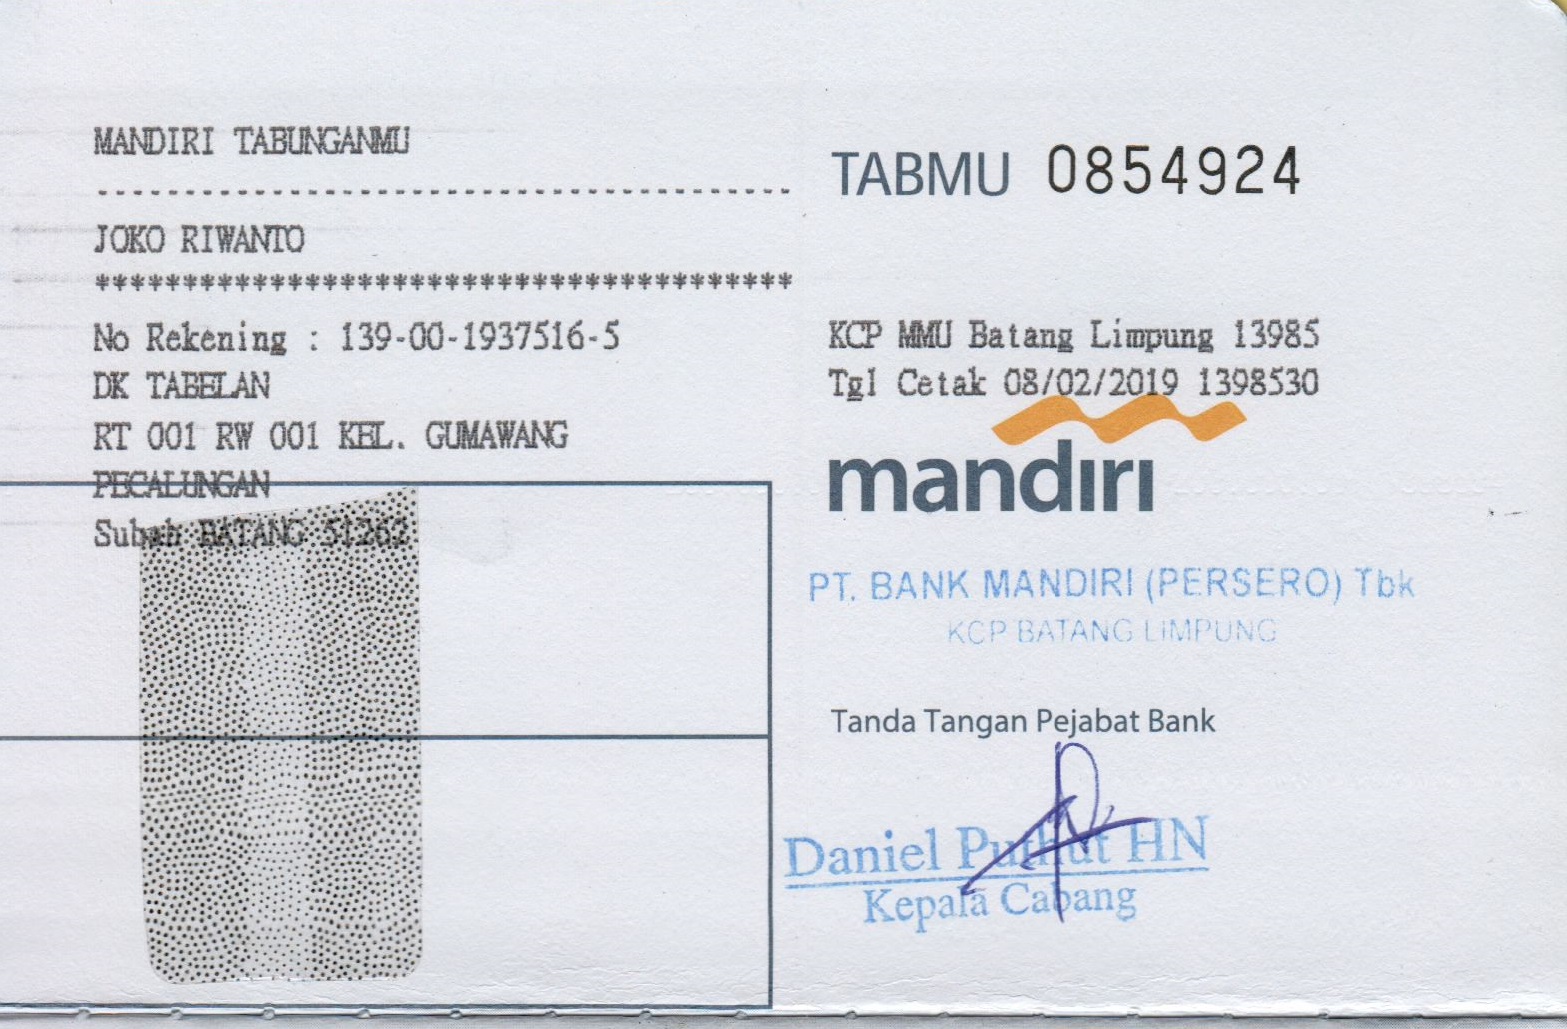 MANDIRI TABUNGANMU
----------------------------------------
JOKO RIWANTO
****************************************
No Rekening : 139-00-1937516-5
DK TABELAN
RT 001 RW 001 KEL. GUMAWANG
PECALUNGAN
Subah BATANG 51262
TABMU 0854924
KCP MMU Batang Limpung 13985
Tgl Cetak 08/02/2019 1398530
mandiri
PT. BANK MANDIRI (PERSERO) Tbk
KCP BATANG LIMPUNG
Tanda Tangan Pejabat Bank
Daniel Puthut HN
Kepala Cabang